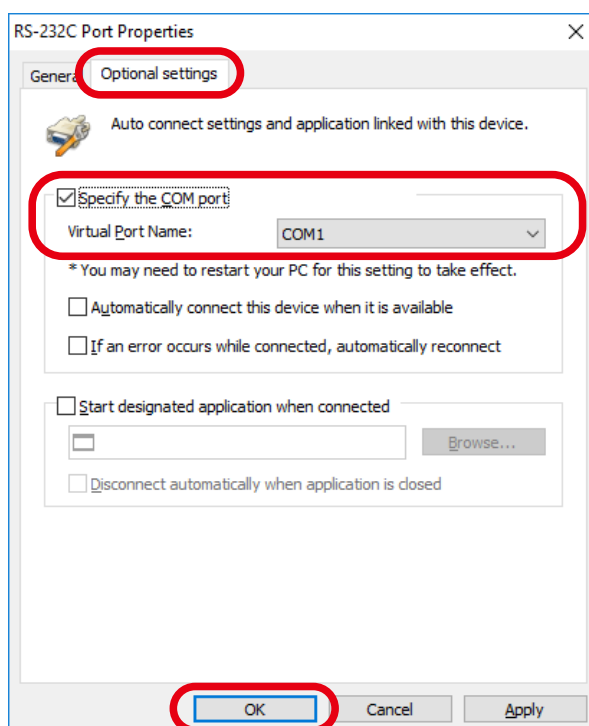 RS-232C Port Properties
General Optional settings
Auto connect settings and application linked with this device.
Specify the COM port
Virtual Port Name: COM1
* You may need to restart your PC for this setting to take effect.
Automatically connect this device when it is available
If an error occurs while connected, automatically reconnect
Start designated application when connected
Browse...
Disconnect automatically when application is closed
OK Cancel Apply